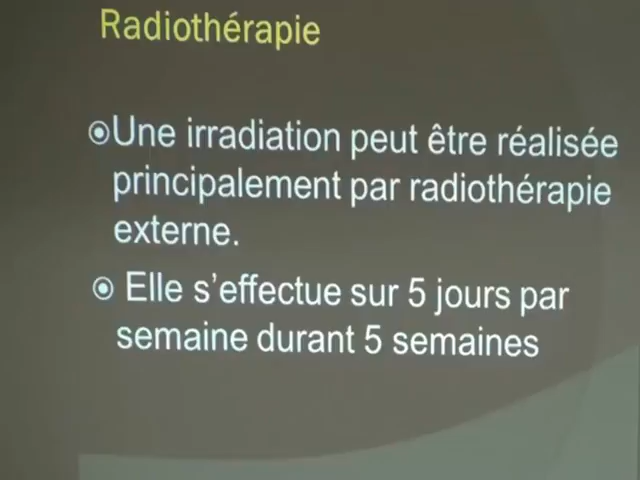 Radiothérapie
⦿Une irradiation peut être réalisée
principalement par radiothérapie
externe.
⦿ Elle s’effectue sur 5 jours par
semaine durant 5 semaines